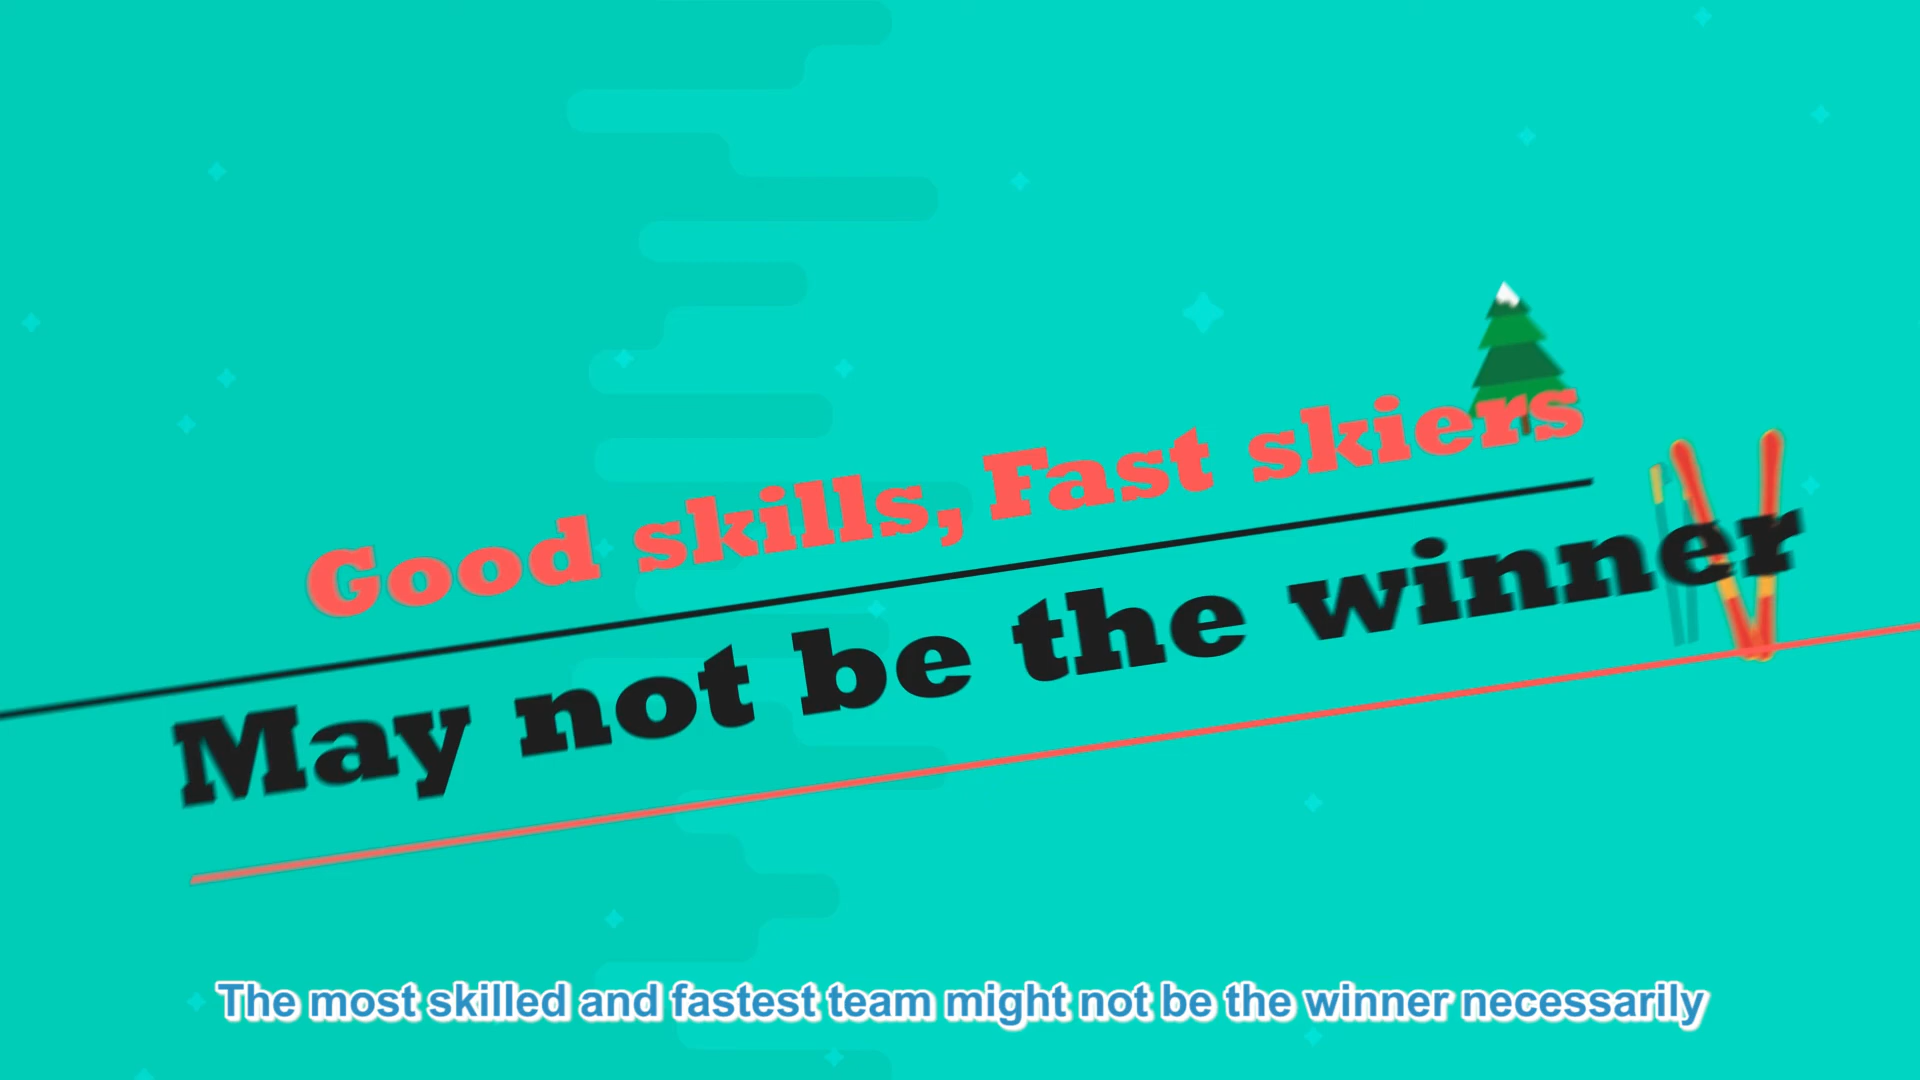 Good skills, Fast skiers
May not be the winner
The most skilled and fastest team might not be the winner necessarily